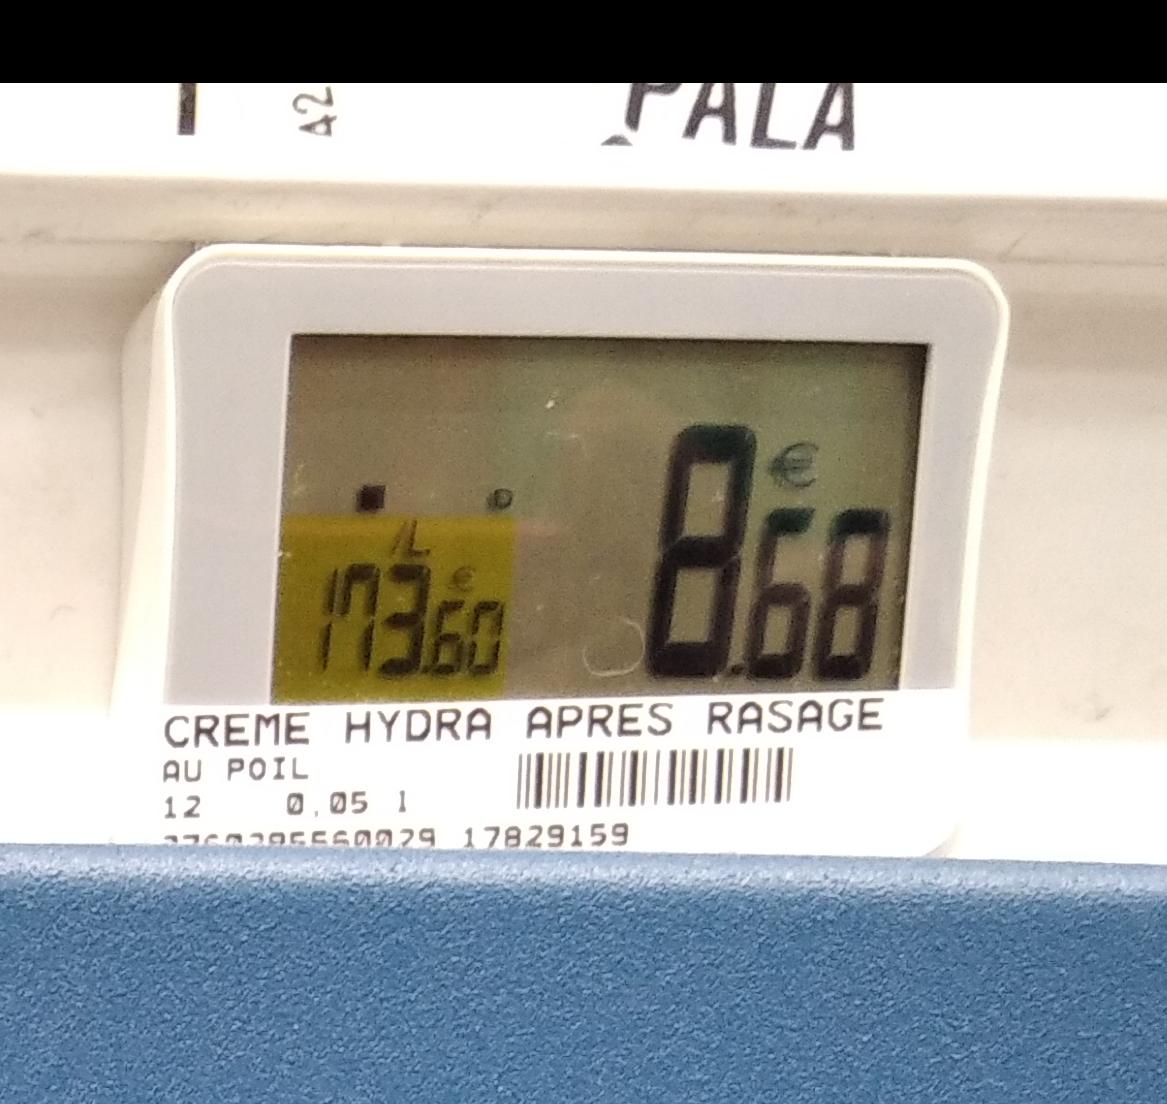 PALA
8.68 €
/L
173.60 €
CREME HYDRA APRES RASAGE
AU POIL
12 0,05 l
17829159